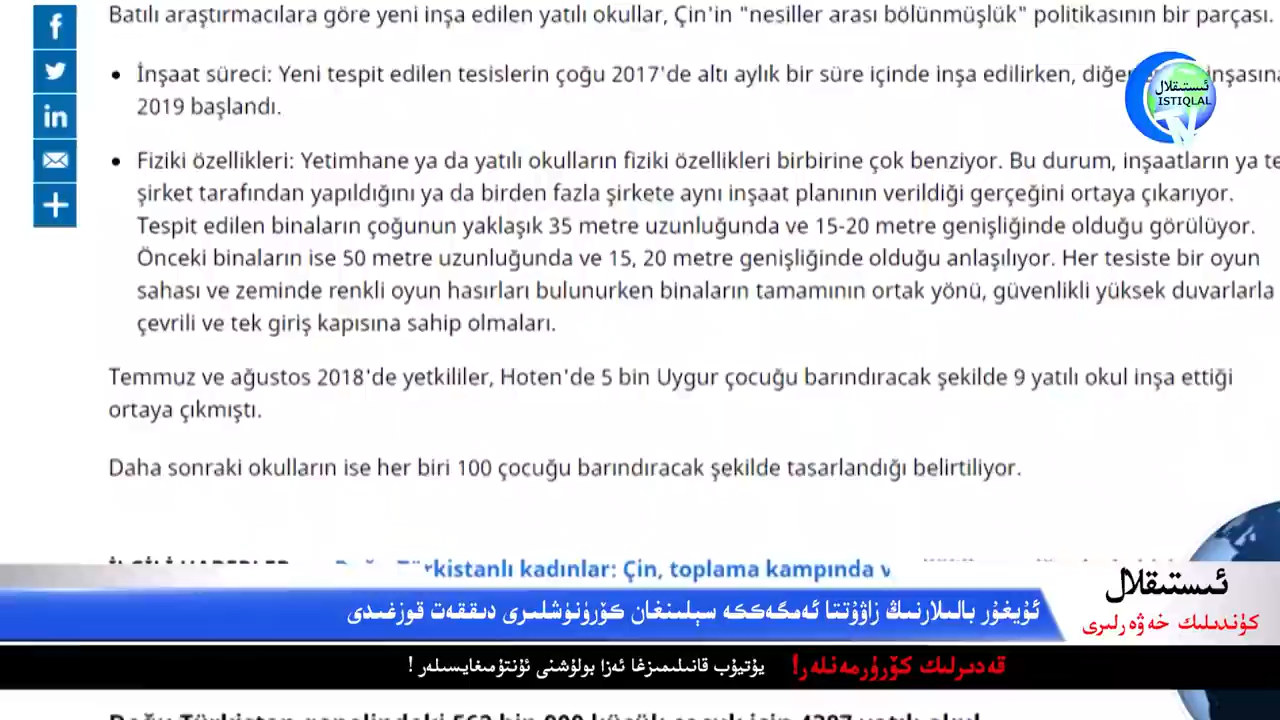 Batılı araştırmacılara göre yeni inşa edilen yatılı okullar, Çin'in "nesiller arası bölünmüşlük" politikasının bir parçası.
• İnşaat süreci: Yeni tespit edilen tesislerin çoğu 2017'de altı aylık bir süre içinde inşa edilirken,
2019 başlandı.
• Fiziki özellikleri: Yetimhane ya da yatılı okulların fiziki özellikleri birbirine çok benziyor. Bu durum, inşaatların ya
şirket tarafından yapıldığını ya da birden fazla şirkete aynı inşaat planının verildiği gerçeğini ortaya çıkarıyor.
Tespit edilen binaların çoğunun yaklaşık 35 metre uzunluğunda ve 15-20 metre genişliğinde olduğu görülüyor.
Önceki binaların ise 50 metre uzunluğunda ve 15, 20 metre genişliğinde olduğu anlaşılıyor. Her tesiste bir oyun
sahası ve zeminde renkli oyun hasırları bulunurken binaların tamamının ortak yönü, güvenlikli yüksek duvarlarla
çevrili ve tek giriş kapısına sahip olmaları.
Temmuz ve ağustos 2018'de yetkililer, Hoten'de 5 bin Uygur çocuğu barındıracak şekilde 9 yatılı okul inşa ettiği
ortaya çıkmıştı.
Daha sonraki okulların ise her biri 100 çocuğu barındıracak şekilde tasarlandığı belirtiliyor.
ئىستىقلال
ISTIQLAL
TV
kadınlar: Çin, toplama kampında
ئىستىقلال
كۈندىلىك خەۋەرلىرى
ئۇيغۇر بالىلارنىڭ زاۋۇتتا ئەمگەككە سېلىنغان كۆرۈنۈشلىرى دىققەت قوزغىدى
قەدىرلىك كۆرۈرمەنلەر! يۇتيۇب قانىلىمىزغا ئەزا بولۇشنى ئۇنتۇمىغايسىلەر !